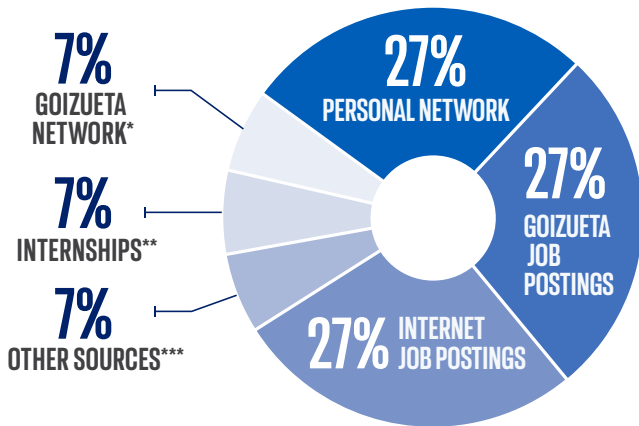 7%
GOIZUETA
NETWORK*
27%
PERSONAL NETWORK
27%
GOIZUETA
JOB
POSTINGS
7%
INTERNSHIPS**
7%
OTHER SOURCES***
27%
INTERNET
JOB POSTINGS